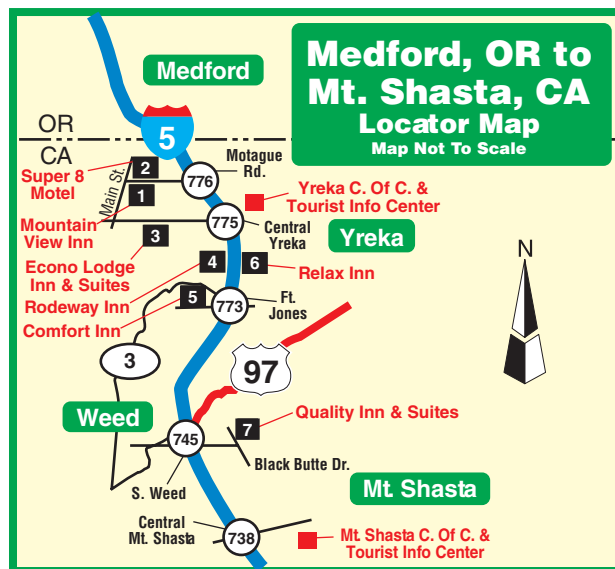 Medford, OR to
Mt. Shasta, CA
Locator Map
Map Not To Scale
Medford
OR
CA
5
Super 8
Motel
2
Main St.
1
Motague
Rd.
776
Yreka C. Of C. &
Tourist Info Center
Mountain
View Inn
775
Central
Yreka
Yreka
3
Econo Lodge
Inn & Suites
4
6
Relax Inn
N
Rodeway Inn
5
Comfort Inn
773
Ft.
Jones
3
97
Weed
Quality Inn & Suites
7
745
Black Butte Dr.
S. Weed
Mt. Shasta
Central
Mt. Shasta
738
Mt. Shasta C. Of C. &
Tourist Info Center